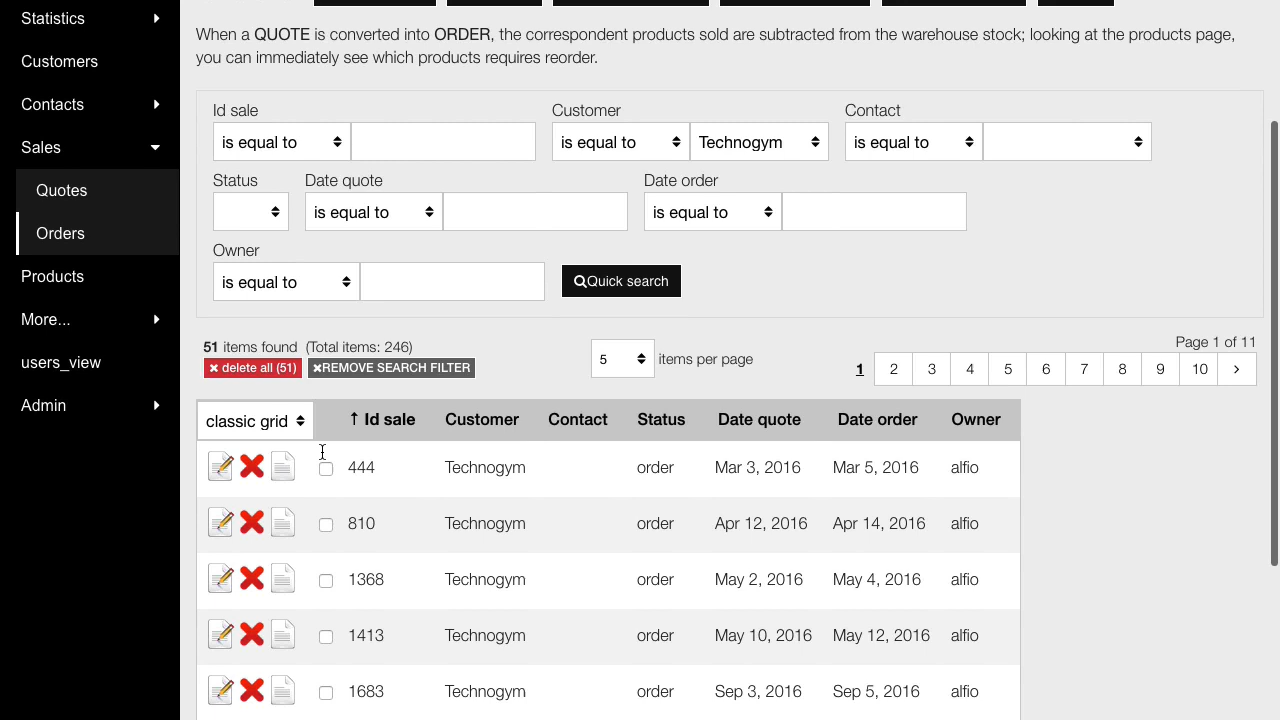 Statistics
Customers
Contacts
Sales
Quotes
Orders
Products
More...
users_view
Admin
When a QUOTE is converted into ORDER, the correspondent products sold are subtracted from the warehouse stock; looking at the products page,
you can immediately see which products requires reorder.
Id sale Customer Contact
is equal to is equal to Technogym is equal to
Status Date quote Date order
is equal to is equal to
Owner
is equal to Quick search
51 items found (Total items: 246)
delete all (51) REMOVE SEARCH FILTER
5 items per page
Page 1 of 11
1 2 3 4 5 6 7 8 9 10 >
classic grid ↑ Id sale Customer Contact Status Date quote Date order Owner
444 Technogym order Mar 3, 2016 Mar 5, 2016 alfio
810 Technogym order Apr 12, 2016 Apr 14, 2016 alfio
1368 Technogym order May 2, 2016 May 4, 2016 alfio
1413 Technogym order May 10, 2016 May 12, 2016 alfio
1683 Technogym order Sep 3, 2016 Sep 5, 2016 alfio